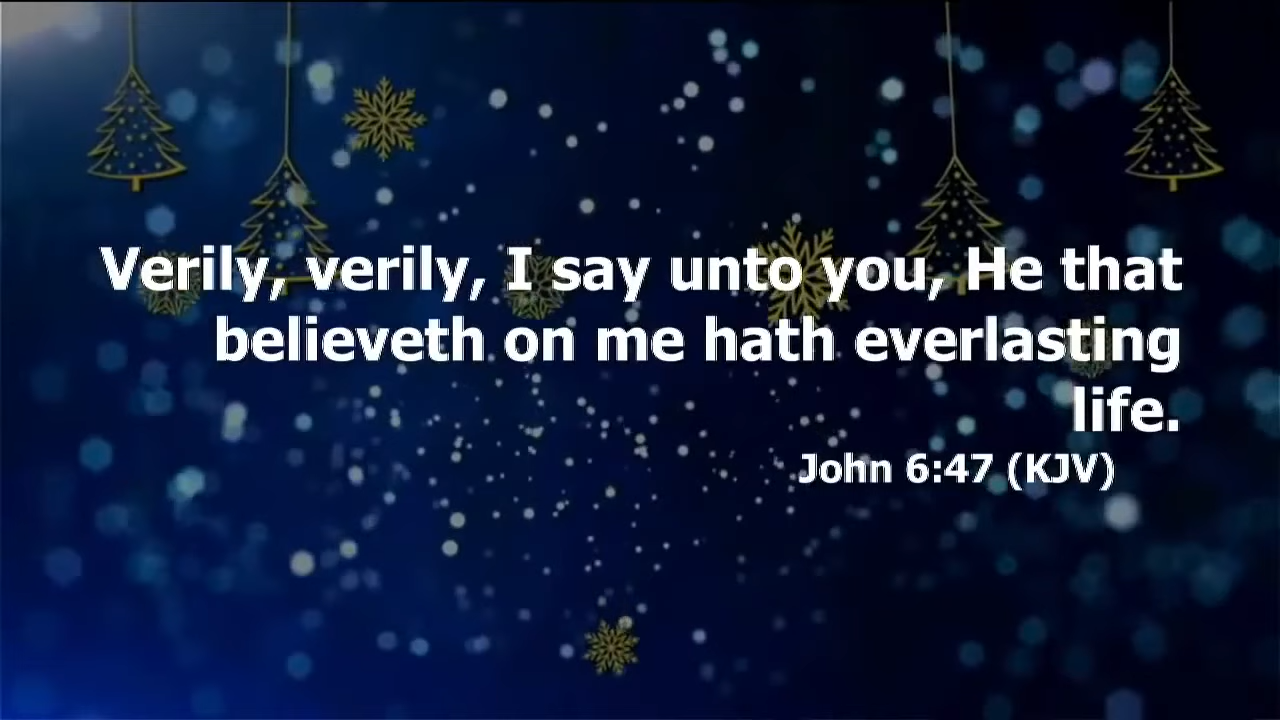 Verily, verily, I say unto you, He that
believeth on me hath everlasting
life.
John 6:47 (KJV)